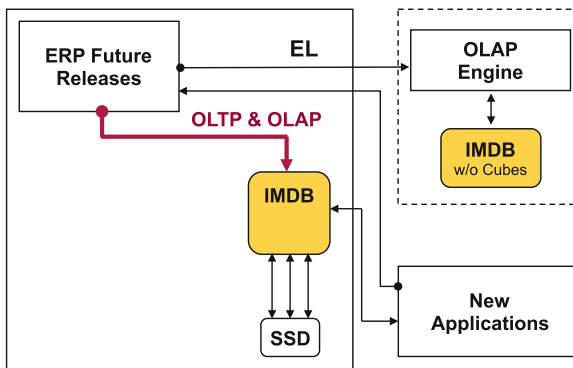 ERP Future
Releases
EL
OLAP
Engine
OLTP & OLAP
IMDB
w/o Cubes
IMDB
SSD
New
Applications